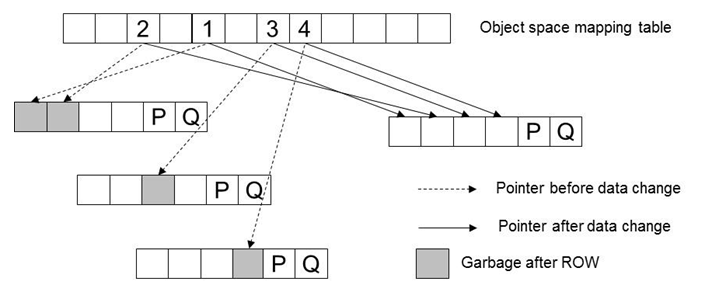 2 1 3 4 Object space mapping table
P Q
P Q
P Q
Pointer before data change
Pointer after data change
P Q
Garbage after ROW